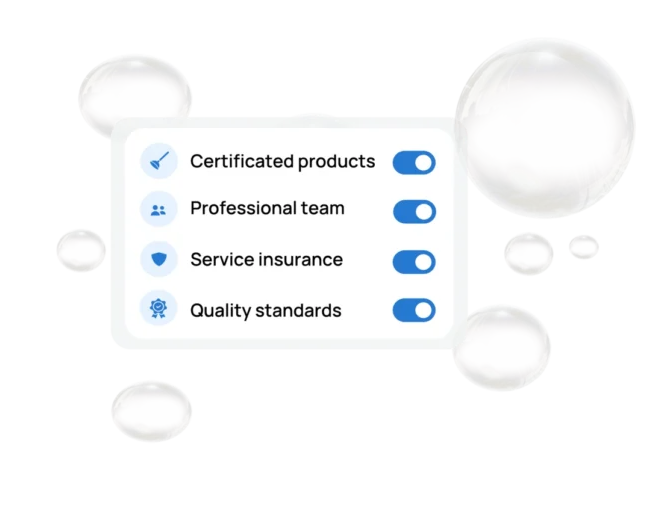 Certificated products
Professional team
Service insurance
Quality standards